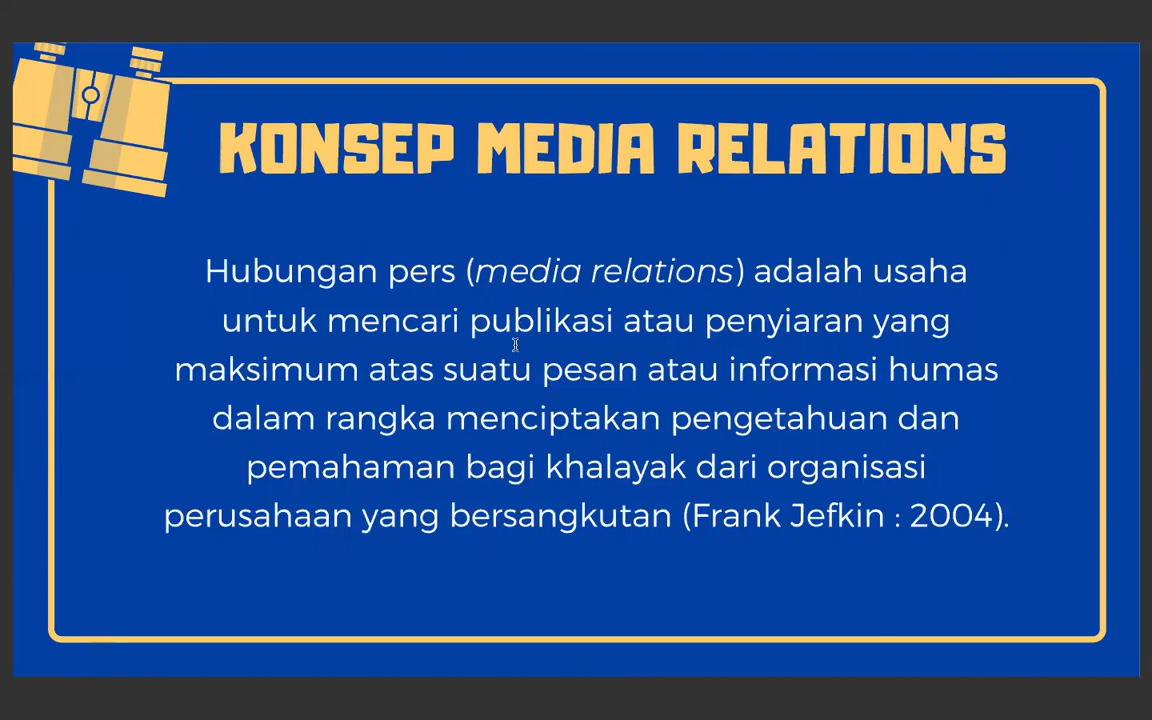 KONSEP MEDIA RELATIONS
Hubungan pers (media relations) adalah usaha
untuk mencari publikasi atau penyiaran yang
maksimum atas suatu pesan atau informasi humas
dalam rangka menciptakan pengetahuan dan
pemahaman bagi khalayak dari organisasi
perusahaan yang bersangkutan (Frank Jefkin : 2004).